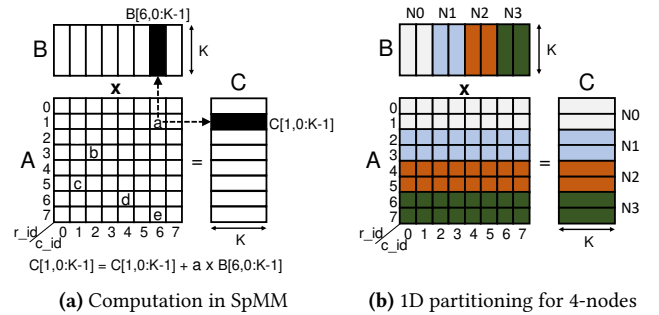 B[6,0:K-1]
B
K
x
C
0
1
2
3
4
5
6
7
A
a
b
c
d
e
=
C[1,0:K-1]
r_id
c_id
0 1 2 3 4 5 6 7
K
C[1,0:K-1] = C[1,0:K-1] + a x B[6,0:K-1]
(a) Computation in SpMM
(b)
N0 N1 N2 N3
B
K
x
C
0
1
2
3
4
5
6
7
A
=
N0
N1
N2
N3
r_id
c_id
0 1 2 3 4 5 6 7
K
(b) 1D partitioning for 4-nodes
(a)